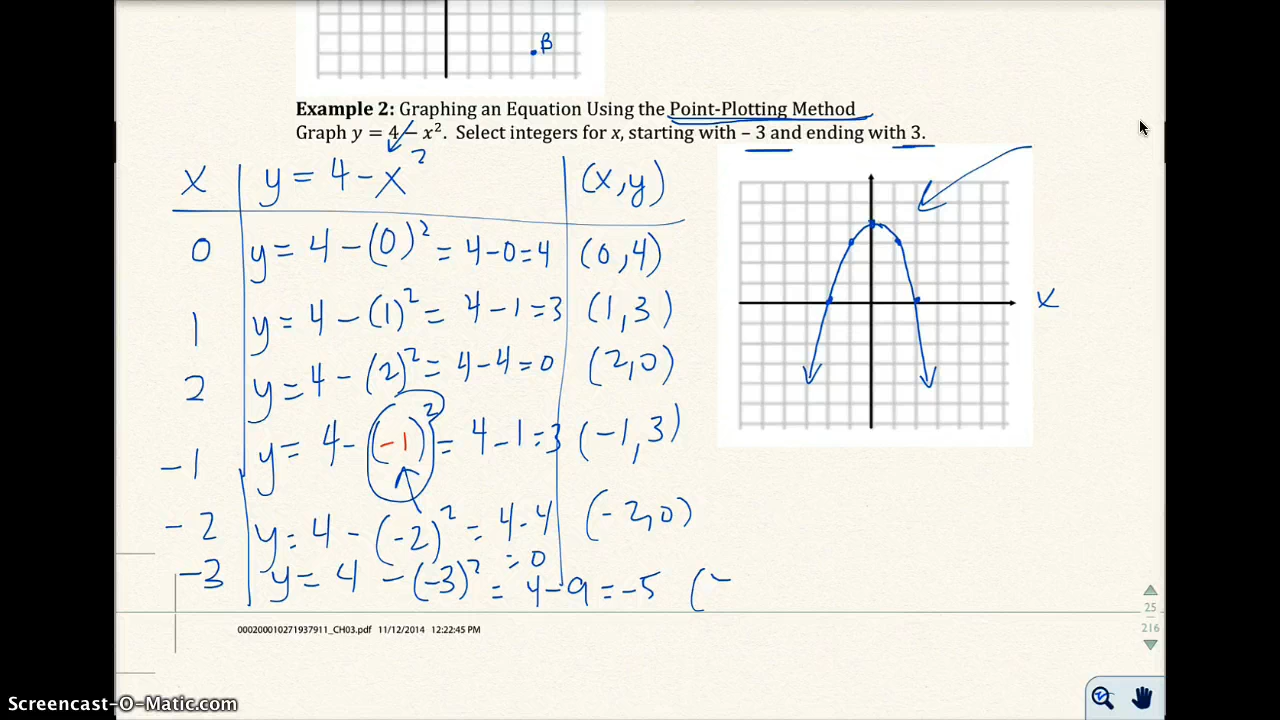 B
Example 2: Graphing an Equation Using the Point-Plotting Method
Graph y = 4 – x². Select integers for x, starting with – 3 and ending with 3.
x y = 4 - x² (x,y)
0 y = 4 - (0)² = 4-0=4 (0,4)
1 y = 4 - (1)² = 4-1=3 (1,3)
2 y = 4 - (2)² = 4-4=0 (2,0)
-1 y = 4 - (-1)² = 4-1=3 (-1,3)
-2 y = 4 - (-2)² = 4-4 (-2,0)
=0
-3 y = 4 - (-3)² = 4-9=-5 (-
x
000200010271937911_CH03.pdf 11/12/2014 12:22:45 PM
25
216
Screencast-O-Matic.com